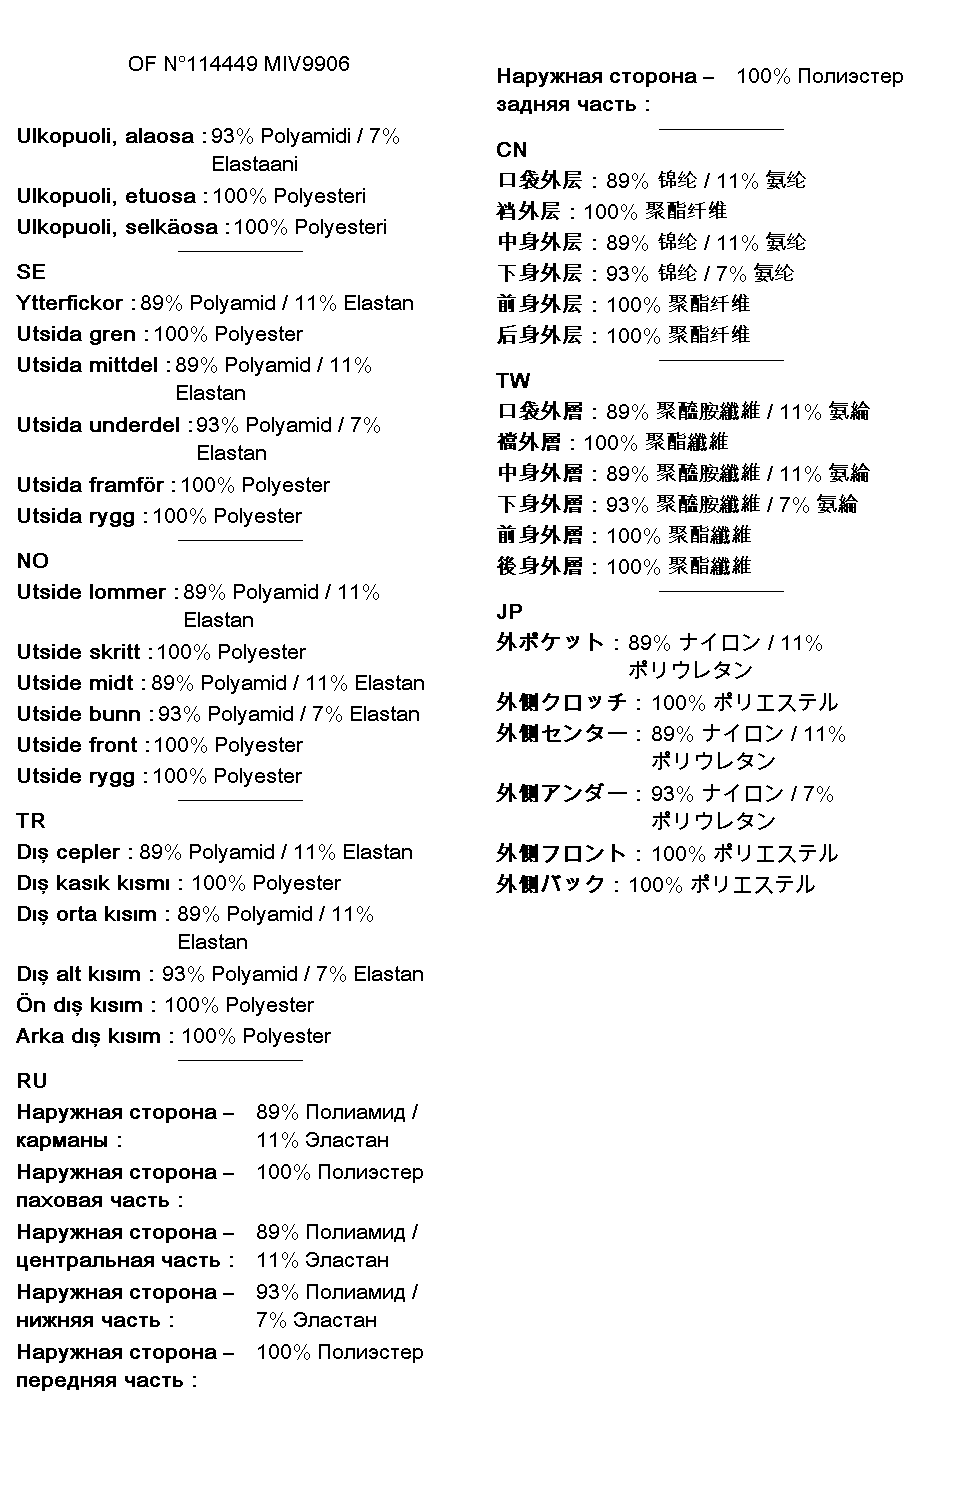 OF N°114449 MIV9906
Ulkopuoli, alaosa : 93% Polyamidi / 7%
Elastaani
Ulkopuoli, etuosa : 100% Polyesteri
Ulkopuoli, selkäosa : 100% Polyesteri
SE
Ytterfickor : 89% Polyamid / 11% Elastan
Utsida gren : 100% Polyester
Utsida mittdel : 89% Polyamid / 11%
Elastan
Utsida underdel : 93% Polyamid / 7%
Elastan
Utsida framför : 100% Polyester
Utsida rygg : 100% Polyester
NO
Utside lommer : 89% Polyamid / 11%
Elastan
Utside skritt : 100% Polyester
Utside midt : 89% Polyamid / 11% Elastan
Utside bunn : 93% Polyamid / 7% Elastan
Utside front : 100% Polyester
Utside rygg : 100% Polyester
TR
Dış cepler : 89% Polyamid / 11% Elastan
Dış kasık kısmı : 100% Polyester
Dış orta kısım : 89% Polyamid / 11%
Elastan
Dış alt kısım : 93% Polyamid / 7% Elastan
Ön dış kısım : 100% Polyester
Arka dış kısım : 100% Polyester
RU
Наружная сторона – 89% Полиамид /
карманы : 11% Эластан
Наружная сторона – 100% Полиэстер
паховая часть :
Наружная сторона – 89% Полиамид /
центральная часть : 11% Эластан
Наружная сторона – 93% Полиамид /
нижняя часть : 7% Эластан
Наружная сторона – 100% Полиэстер
передняя часть :
Наружная сторона – 100% Полиэстер
задняя часть :
CN
口袋外层 : 89% 锦纶 / 11% 氨纶
裆外层 : 100% 聚酯纤维
中身外层 : 89% 锦纶 / 11% 氨纶
下身外层 : 93% 锦纶 / 7% 氨纶
前身外层 : 100% 聚酯纤维
后身外层 : 100% 聚酯纤维
TW
口袋外層 : 89% 聚醯胺纖維 / 11% 氨綸
襠外層 : 100% 聚酯纖維
中身外層 : 89% 聚醯胺纖維 / 11% 氨綸
下身外層 : 93% 聚醯胺纖維 / 7% 氨綸
前身外層 : 100% 聚酯纖維
後身外層 : 100% 聚酯纖維
JP
外ポケット : 89% ナイロン / 11%
ポリウレタン
外側クロッチ : 100% ポリエステル
外側センター : 89% ナイロン / 11%
ポリウレタン
外側アンダー : 93% ナイロン / 7%
ポリウレタン
外側フロント : 100% ポリエステル
外側バック : 100% ポリエステル